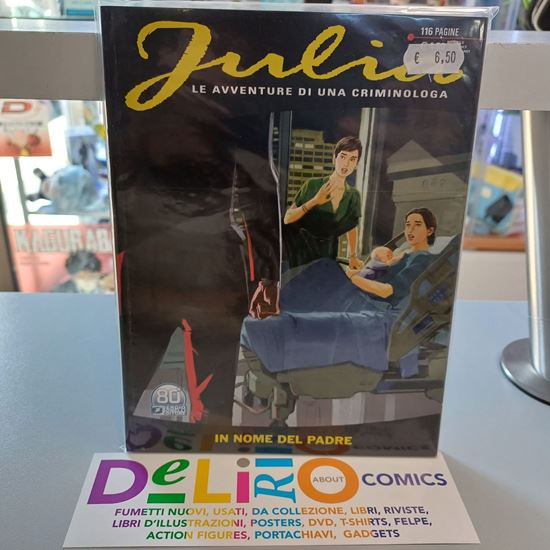 Julia
116 PAGINE
€ 6,50
LE AVVENTURE DI UNA CRIMINOLOGA
KAGURABA
80
IN NOME DEL PADRE
DeLiRiO
ABOUT
COMICS
FUMETTI NUOVI, USATI, DA COLLEZIONE, LIBRI, RIVISTE,
LIBRI D'ILLUSTRAZIONI, POSTERS, DVD, T-SHIRTS, FELPE,
ACTION FIGURES, PORTACHIAVI, GADGETS